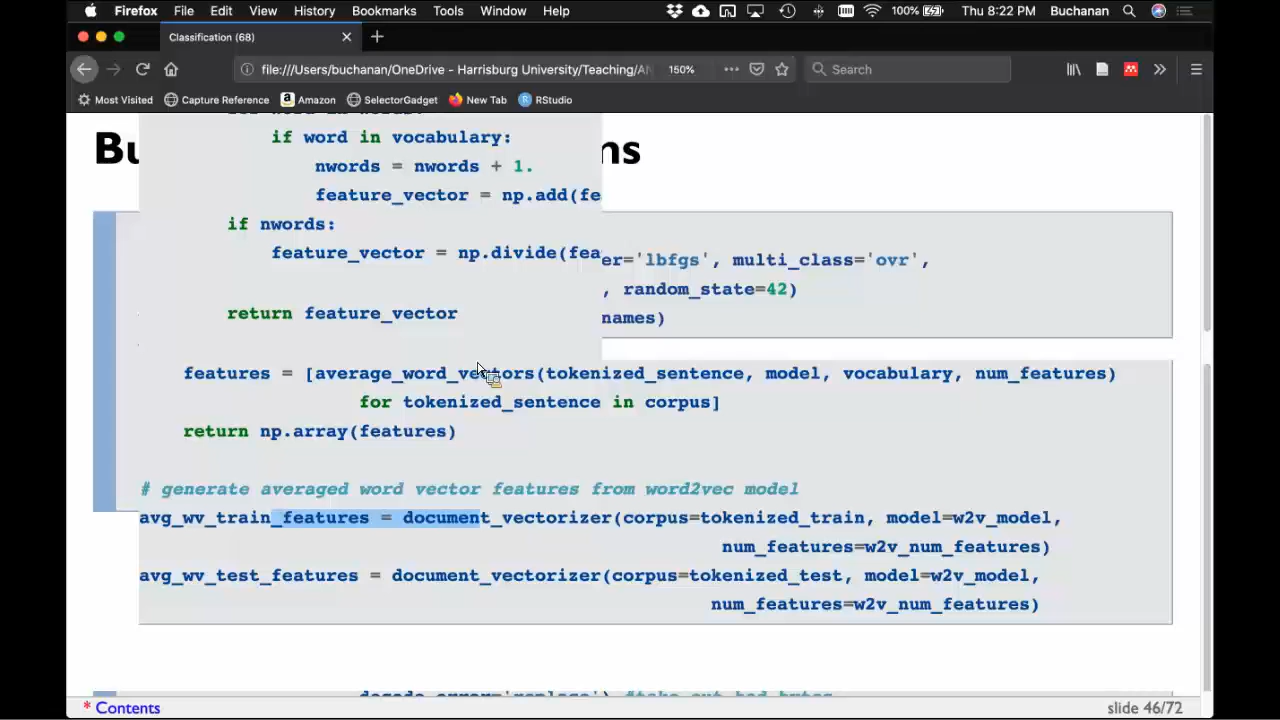 Firefox File Edit View History Bookmarks Tools Window Help 100% Thu 8:22 PM Buchanan
Classification (68)
file:///Users/buchanan/OneDrive - Harrisburg University/Teaching/AN 150% Search
Most Visited Capture Reference Amazon SelectorGadget New Tab RStudio
Bu ns
if word in vocabulary:
nwords = nwords + 1.
feature_vector = np.add(fe
if nwords:
feature_vector = np.divide(fea
er='lbfgs', multi_class='ovr',
, random_state=42)
return feature_vector names)
features = [average_word_vectors(tokenized_sentence, model, vocabulary, num_features)
for tokenized_sentence in corpus]
return np.array(features)
# generate averaged word vector features from word2vec model
avg_wv_train_features = document_vectorizer(corpus=tokenized_train, model=w2v_model,
num_features=w2v_num_features)
avg_wv_test_features = document_vectorizer(corpus=tokenized_test, model=w2v_model,
num_features=w2v_num_features)
* Contents slide 46/72